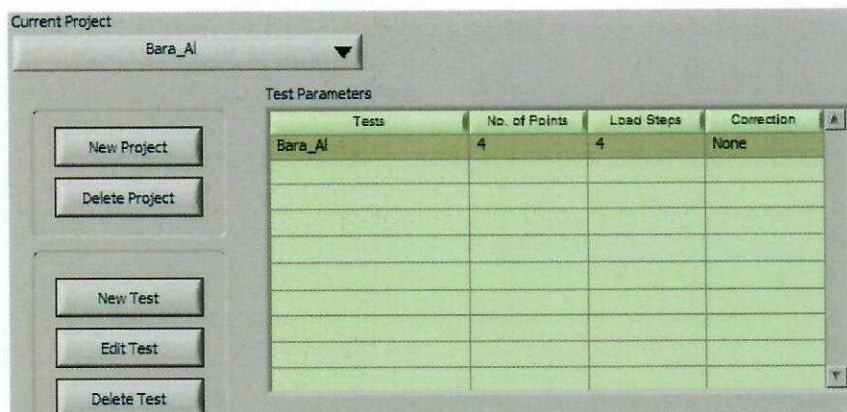 Current Project
Bara_Al
Test Parameters
Tests No. of Points Load Steps Correction
Bara_Al 4 4 None
New Project
Delete Project
New Test
Edit Test
Delete Test